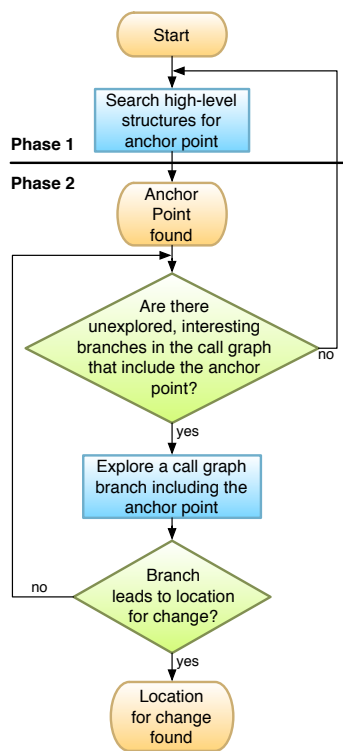 Start
Search high-level
structures for
anchor point
Phase 1
Phase 2
Anchor
Point
found
Are there
unexplored, interesting
branches in the call graph
that include the anchor
point?
no
yes
Explore a call graph
branch including the
anchor point
Branch
leads to location
for change?
no
yes
Location
for change
found